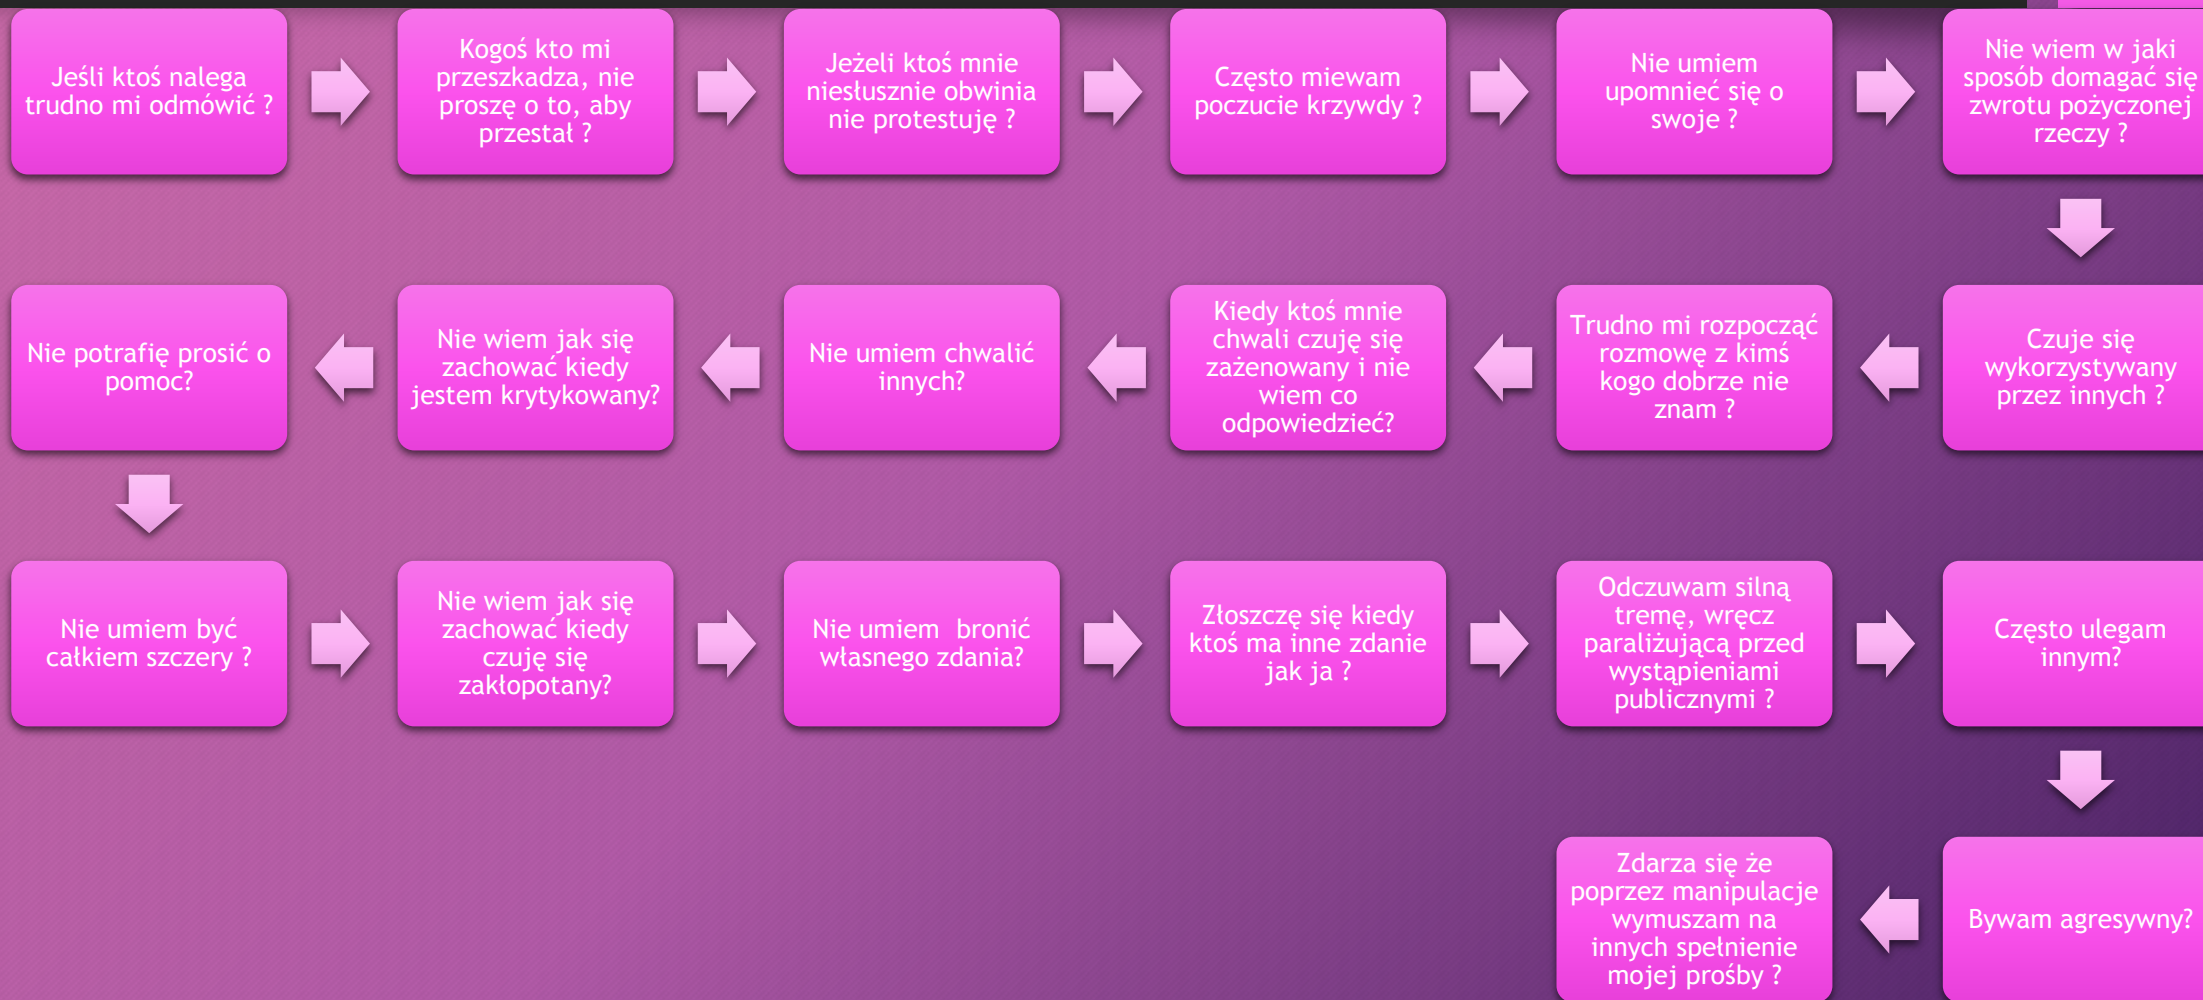 Jeśli ktoś nalega
trudno mi odmówić ?
Kogoś kto mi
przeszkadza, nie
proszę o to, aby
przestał ?
Jeżeli ktoś mnie
niesłusznie obwinia
nie protestuję ?
Często miewam
poczucie krzywdy ?
Nie umiem
upomnieć się o
swoje ?
Nie wiem w jaki
sposób domagać się
zwrotu pożyczonej
rzeczy ?
Czuje się
wykorzystywany
przez innych ?
Trudno mi rozpocząć
rozmowę z kimś
kogo dobrze nie
znam ?
Kiedy ktoś mnie
chwali czuję się
zażenowany i nie
wiem co
odpowiedzieć?
Nie umiem chwalić
innych?
Nie wiem jak się
zachować kiedy
jestem krytykowany?
Nie potrafię prosić o
pomoc?
Nie umiem być
całkiem szczery ?
Nie wiem jak się
zachować kiedy
czuję się
zakłopotany?
Nie umiem  bronić
własnego zdania?
Złoszczę się kiedy
ktoś ma inne zdanie
jak ja ?
Odczuwam silną
tremę, wręcz
paraliżującą przed
wystąpieniami
publicznymi ?
Często ulegam
innym?
Bywam agresywny?
Zdarza się że
poprzez manipulacje
wymuszam na
innych spełnienie
mojej prośby ?